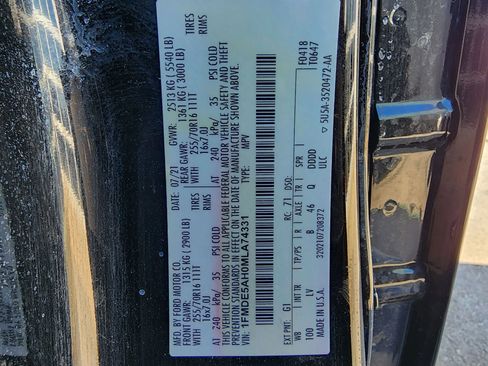 MFD. BY FORD MOTOR CO.
DATE: 07/21 GVWR: 2513 KG (5540 LB)
FRONT GAWR: 1315 KG (2900 LB) REAR GAWR: 1361 KG (3000 LB)
WITH 255/70R16 111T TIRES WITH 255/70R16 111T TIRES
16x7.0J RIMS 16x7.0J RIMS
AT 240 kPa/ 35 PSI COLD AT 240 kPa/ 35 PSI COLD
THIS VEHICLE CONFORMS TO ALL APPLICABLE FEDERAL MOTOR VEHICLE SAFETY AND THEFT
PREVENTION STANDARDS IN EFFECT ON THE DATE OF MANUFACTURE SHOWN ABOVE.
VIN: 1FMDE5AH0MLA74331 TYPE: MPV
F0418
T0647
EXT PNT: G1 RC: 71 DSO:
WB TP/PS R AXLE TR SPR
100 LV I B 46 Q DDDD
ULC
3202107208372
MADE IN U.S.A.
5U5A-3520472-AA